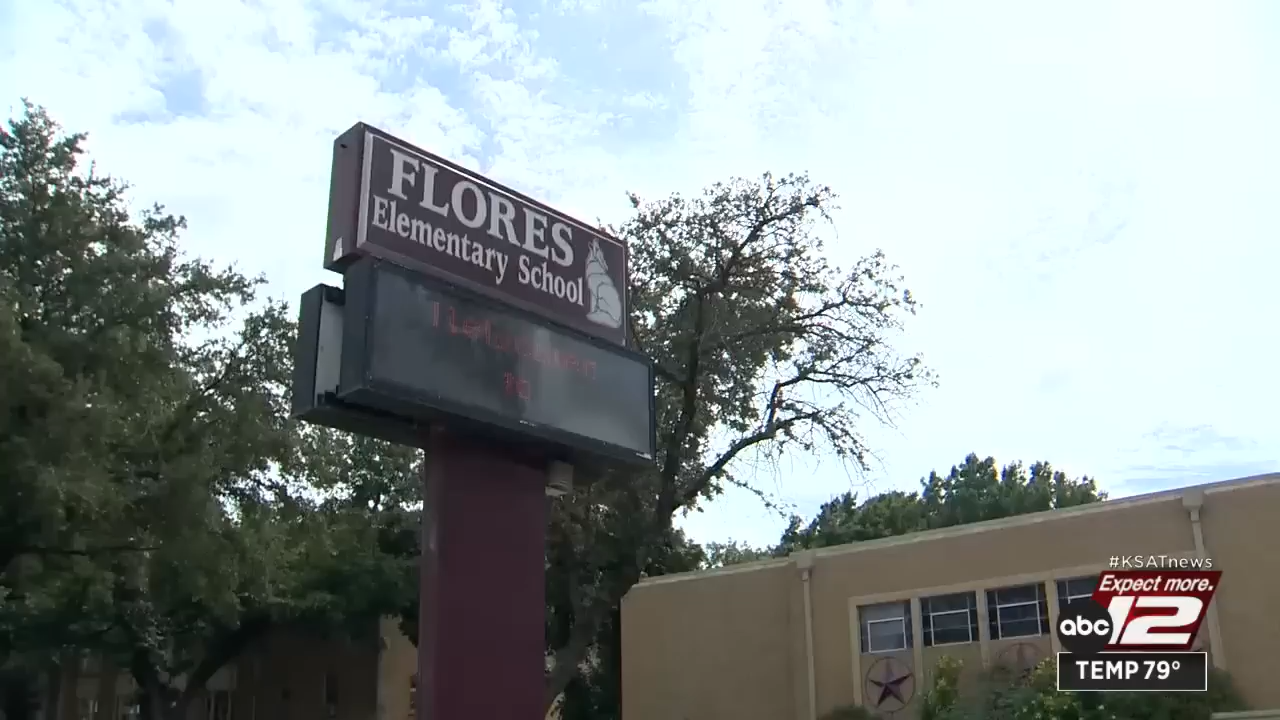 FLORES
Elementary School
#KSATnews
Expect more.
abc 12
TEMP 79°